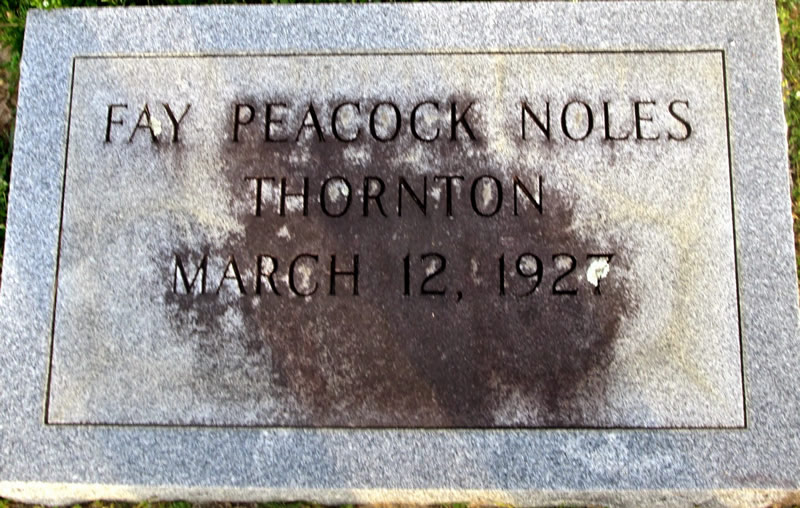 FAY PEACOCK NOLES
THORNTON
MARCH 12, 1927